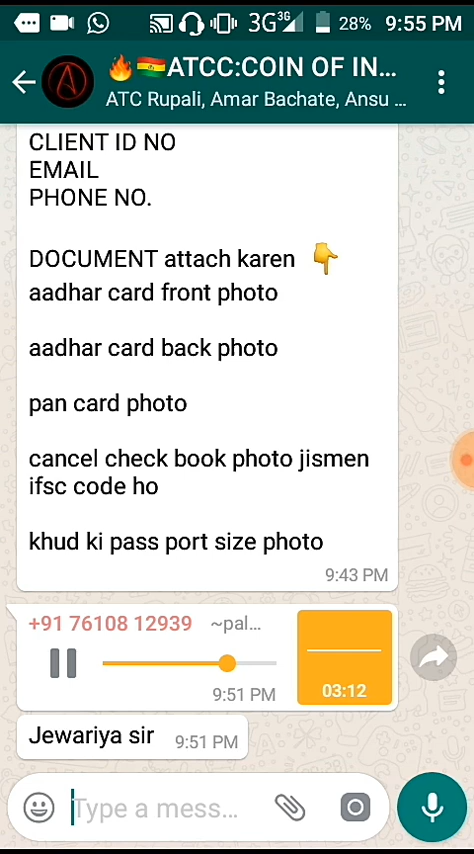 3G 3G 28% 9:55 PM
🔥🇧🇴ATCC:COIN OF IN...
ATC Rupali, Amar Bachate, Ansu ...
CLIENT ID NO
EMAIL
PHONE NO.
DOCUMENT attach karen 👇
aadhar card front photo
aadhar card back photo
pan card photo
cancel check book photo jismen
ifsc code ho
khud ki pass port size photo
9:43 PM
+91 76108 12939 ~pal...
9:51 PM
03:12
Jewariya sir 9:51 PM
Type a mess...